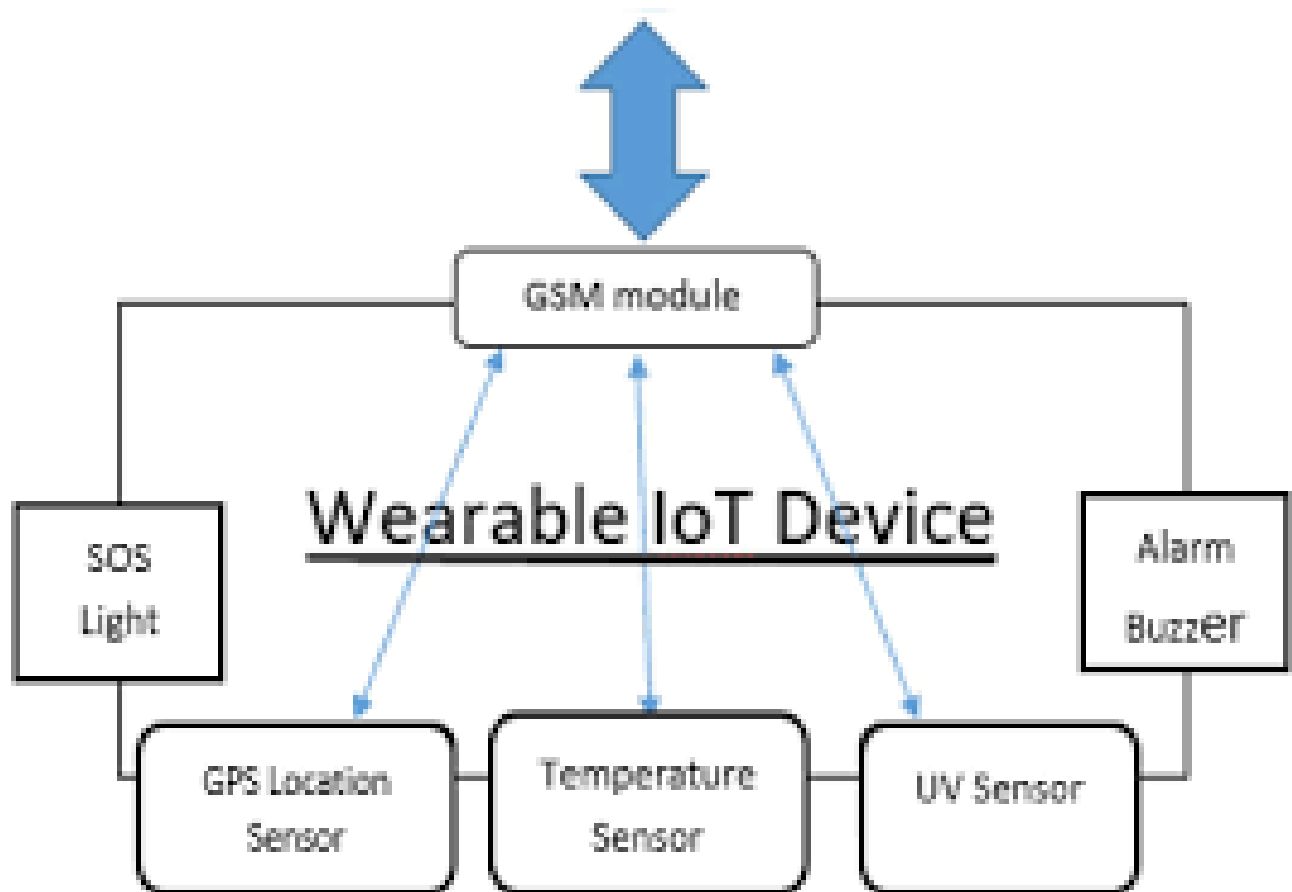 GSM module
Wearable IoT Device
SOS
Light
Alarm
Buzzer
GPS Location
Sensor
Temperature
Sensor
UV Sensor